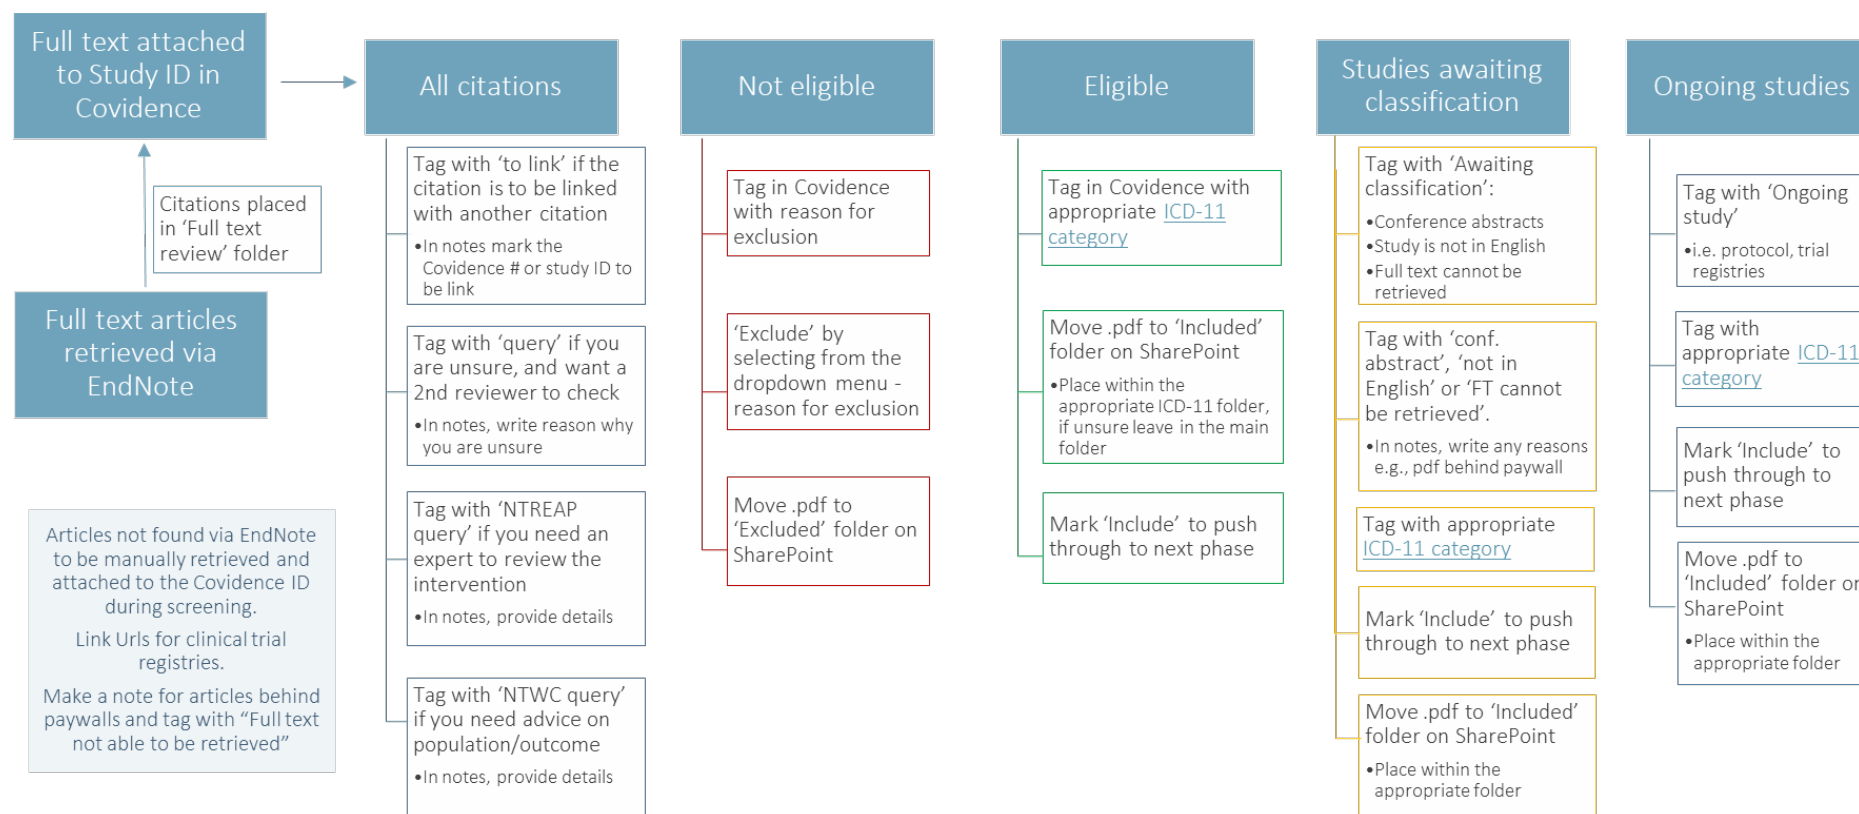 Full text attached
to Study ID in
Covidence
Citations placed
in ‘Full text
review’ folder
Full text articles
retrieved via
EndNote
Articles not found via EndNote
to be manually retrieved and
attached to the Covidence ID
during screening.
Link Urls for clinical trial
registries.
Make a note for articles behind
paywalls and tag with “Full text
not able to be retrieved”
All citations
Tag with ‘to link’ if the
citation is to be linked
with another citation
•In notes mark the
Covidence # or study ID to
be link
Tag with ‘query’ if you
are unsure, and want a
2nd reviewer to check
•In notes, write reason why
you are unsure
Tag with ‘NTREAP
query’ if you need an
expert to review the
intervention
•In notes, provide details
Tag with ‘NTWC query’
if you need advice on
population/outcome
•In notes, provide details
Not eligible
Tag in Covidence
with reason for
exclusion
‘Exclude’ by
selecting from the
dropdown menu -
reason for exclusion
Move .pdf to
‘Excluded’ folder on
SharePoint
Eligible
Tag in Covidence with
appropriate ICD-11
category
Move .pdf to ‘Included’
folder on SharePoint
•Place within the
appropriate ICD-11 folder,
if unsure leave in the main
folder
Mark ‘Include’ to push
through to next phase
Studies awaiting
classification
Tag with ‘Awaiting
classification’:
•Conference abstracts
•Study is not in English
•Full text cannot be
retrieved
Tag with ‘conf.
abstract’, ‘not in
English’ or ‘FT cannot
be retrieved’.
•In notes, write any reasons
e.g., pdf behind paywall
Tag with appropriate
ICD-11 category
Mark ‘Include’ to push
through to next phase
Move .pdf to ‘Included’
folder on SharePoint
•Place within the
appropriate folder
Ongoing studies
Tag with ‘Ongoing
study’
•i.e. protocol, trial
registries
Tag with
appropriate ICD-11
category
Mark ‘Include’ to
push through to
next phase
Move .pdf to
‘Included’ folder on
SharePoint
•Place within the
appropriate folder